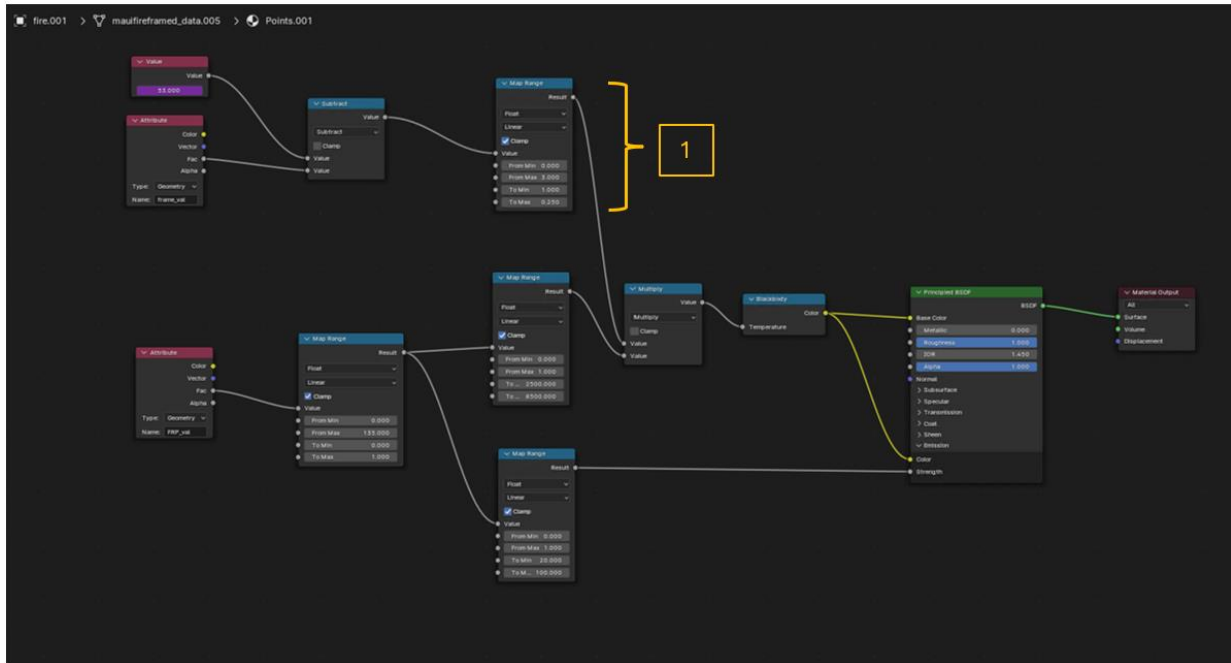 fire.001 > mauifireframed_data.005 > Points.001
Value
Value
53.000
Attribute
Color
Vector
Fac
Alpha
Type: Geometry
Name: frame_val
Subtract
Value
Subtract
Clamp
Value
Value
Map Range
Result
Float
Linear
Clamp
Value
From Min 0.000
From Max 3.000
To Min 1.000
To Max 0.250
1
Attribute
Color
Vector
Fac
Alpha
Type: Geometry
Name: FRP_val
Map Range
Result
Float
Linear
Clamp
Value
From Min 0.000
From Max 135.000
To Min 0.000
To Max 1.000
Map Range
Result
Float
Linear
Clamp
Value
From Min 0.000
From Max 1.000
To ... 2500.000
To ... 6500.000
Map Range
Result
Float
Linear
Clamp
Value
From Min 0.000
From Max 1.000
To Min 20.000
To M... 100.000
Multiply
Value
Multiply
Clamp
Value
Value
Blackbody
Color
Temperature
Principled BSDF
BSDF
Base Color
Metallic 0.000
Roughness 1.000
IOR 1.450
Alpha 1.000
Normal
> Subsurface
> Specular
> Transmission
> Coat
> Sheen
Emission
Color
Strength
Material Output
All
Surface
Volume
Displacement